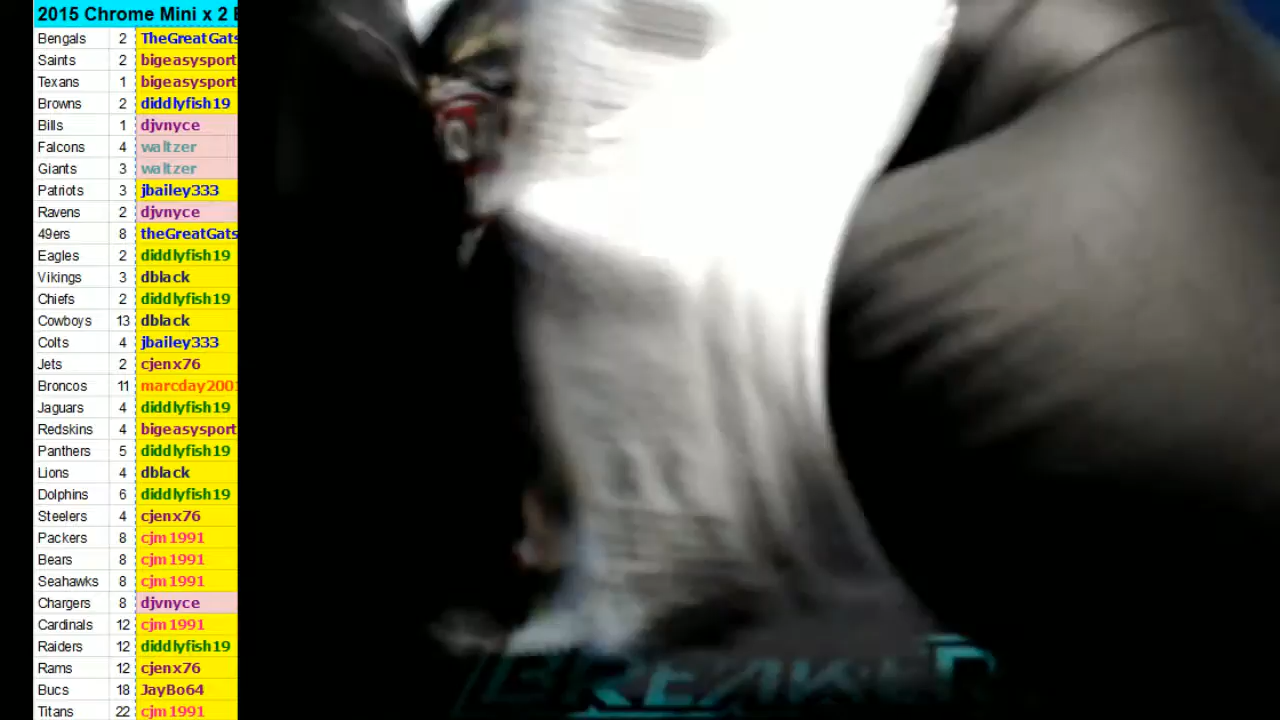 2015 Chrome Mini x 2 B
Bengals 2 TheGreatGats
Saints 2 bigeasysport
Texans 1 bigeasysport
Browns 2 diddlyfish19
Bills 1 djvnyce
Falcons 4 waltzer
Giants 3 waltzer
Patriots 3 jbailey333
Ravens 2 djvnyce
49ers 8 theGreatGats
Eagles 2 diddlyfish19
Vikings 3 dblack
Chiefs 2 diddlyfish19
Cowboys 13 dblack
Colts 4 jbailey333
Jets 2 cjenx76
Broncos 11 marcday2001
Jaguars 4 diddlyfish19
Redskins 4 bigeasysport
Panthers 5 diddlyfish19
Lions 4 dblack
Dolphins 6 diddlyfish19
Steelers 4 cjenx76
Packers 8 cjm1991
Bears 8 cjm1991
Seahawks 8 cjm1991
Chargers 8 djvnyce
Cardinals 12 cjm1991
Raiders 12 diddlyfish19
Rams 12 cjenx76
Bucs 18 JayBo64
Titans 22 cjm1991